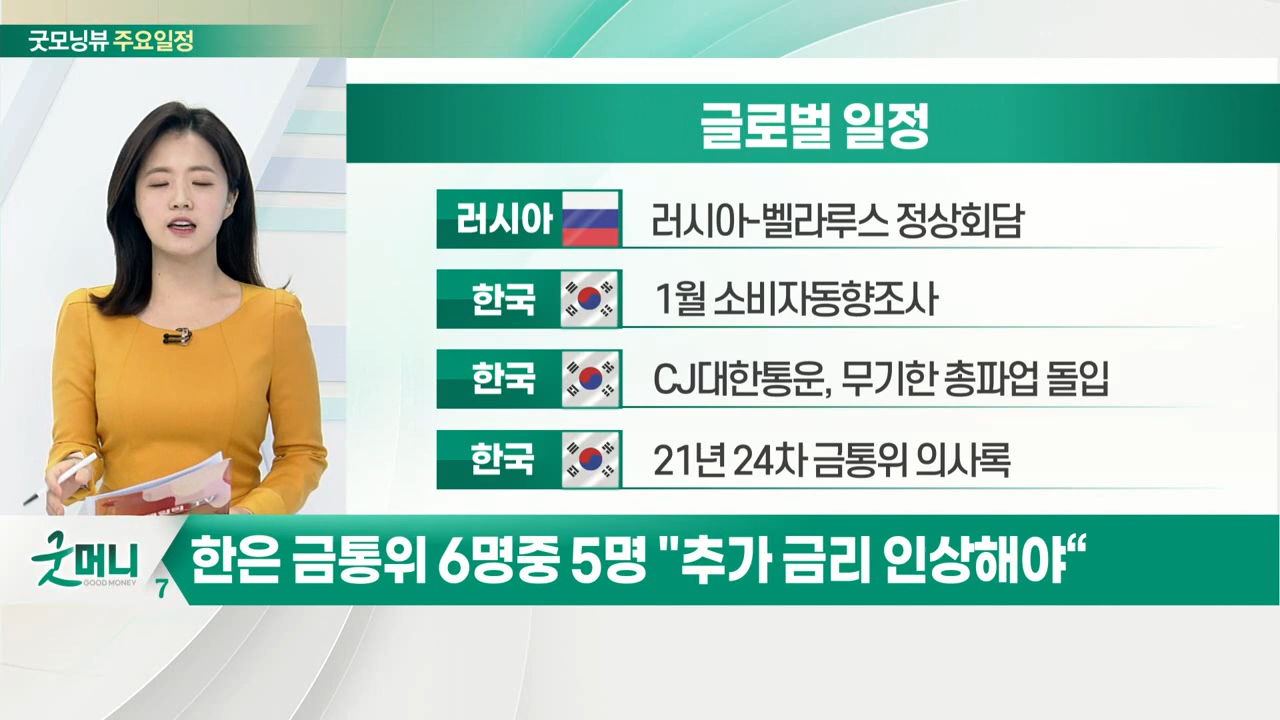 굿모닝뷰 주요일정
글로벌 일정
러시아 러시아-벨라루스 정상회담
한국 1월 소비자동향조사
한국 CJ대한통운, 무기한 총파업 돌입
한국 21년 24차 금통위 의사록
굿머니
GOOD MONEY
7
한은 금통위 6명중 5명 "추가 금리 인상해야“